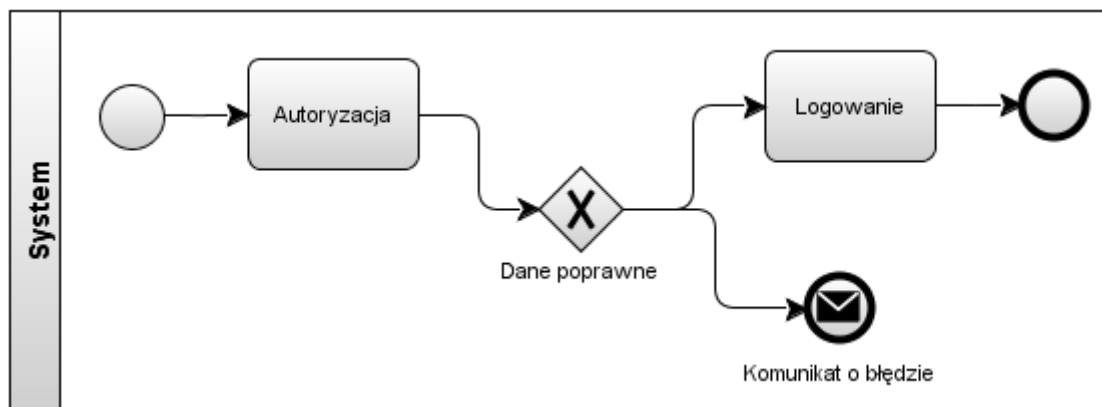 System
Autoryzacja
Logowanie
Dane poprawne
Komunikat o błędzie